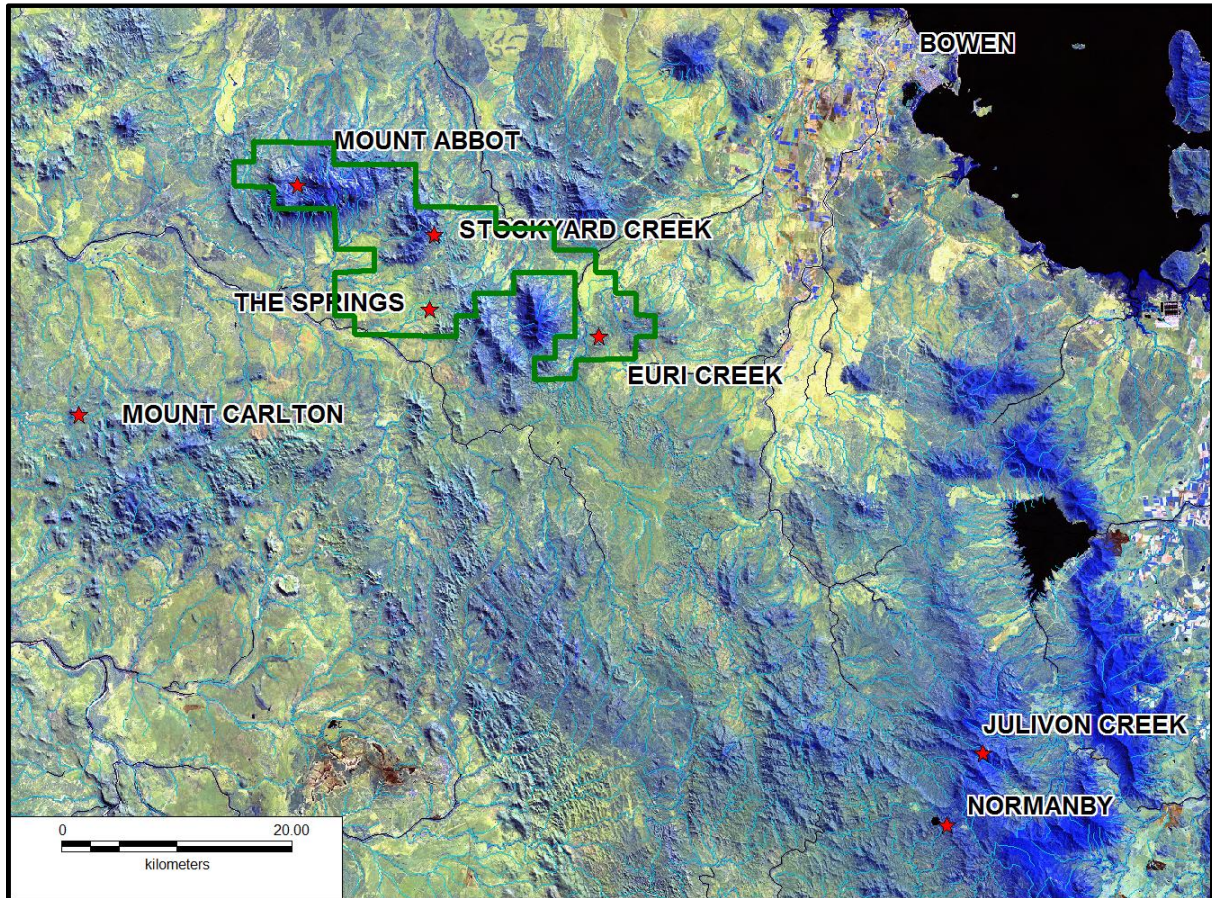 BOWEN
MOUNT ABBOT
STOCKYARD CREEK
THE SPRINGS
EURI CREEK
MOUNT CARLTON
JULIVON CREEK
NORMANBY
0 20.00
kilometers